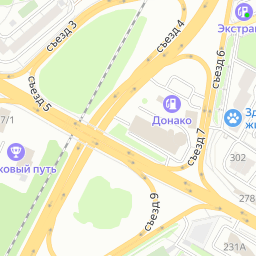 съезд 3
съезд 4
Экстра
съезд 6
съезд 5
Донако
7/1
съезд 7
302
ковый путь
съезд 9
278
231А